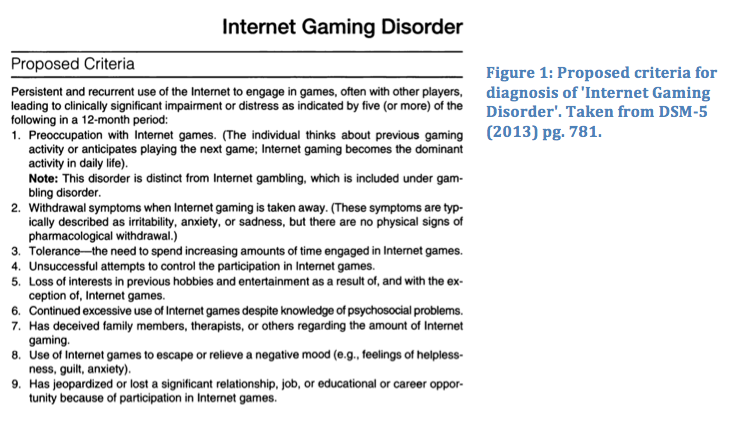 Internet Gaming Disorder
Proposed Criteria
Persistent and recurrent use of the Internet to engage in games, often with other players,
leading to clinically significant impairment or distress as indicated by five (or more) of the
following in a 12-month period:
1. Preoccupation with Internet games. (The individual thinks about previous gaming
activity or anticipates playing the next game; Internet gaming becomes the dominant
activity in daily life).
Note: This disorder is distinct from Internet gambling, which is included under gam-
bling disorder.
2. Withdrawal symptoms when Internet gaming is taken away. (These symptoms are typ-
ically described as irritability, anxiety, or sadness, but there are no physical signs of
pharmacological withdrawal.)
3. Tolerance—the need to spend increasing amounts of time engaged in Internet games.
4. Unsuccessful attempts to control the participation in Internet games.
5. Loss of interests in previous hobbies and entertainment as a result of, and with the ex-
ception of, Internet games.
6. Continued excessive use of Internet games despite knowledge of psychosocial problems.
7. Has deceived family members, therapists, or others regarding the amount of Internet
gaming.
8. Use of Internet games to escape or relieve a negative mood (e.g., feelings of helpless-
ness, guilt, anxiety).
9. Has jeopardized or lost a significant relationship, job, or educational or career oppor-
tunity because of participation in Internet games.
Figure 1: Proposed criteria for
diagnosis of 'Internet Gaming
Disorder'. Taken from DSM-5
(2013) pg. 781.